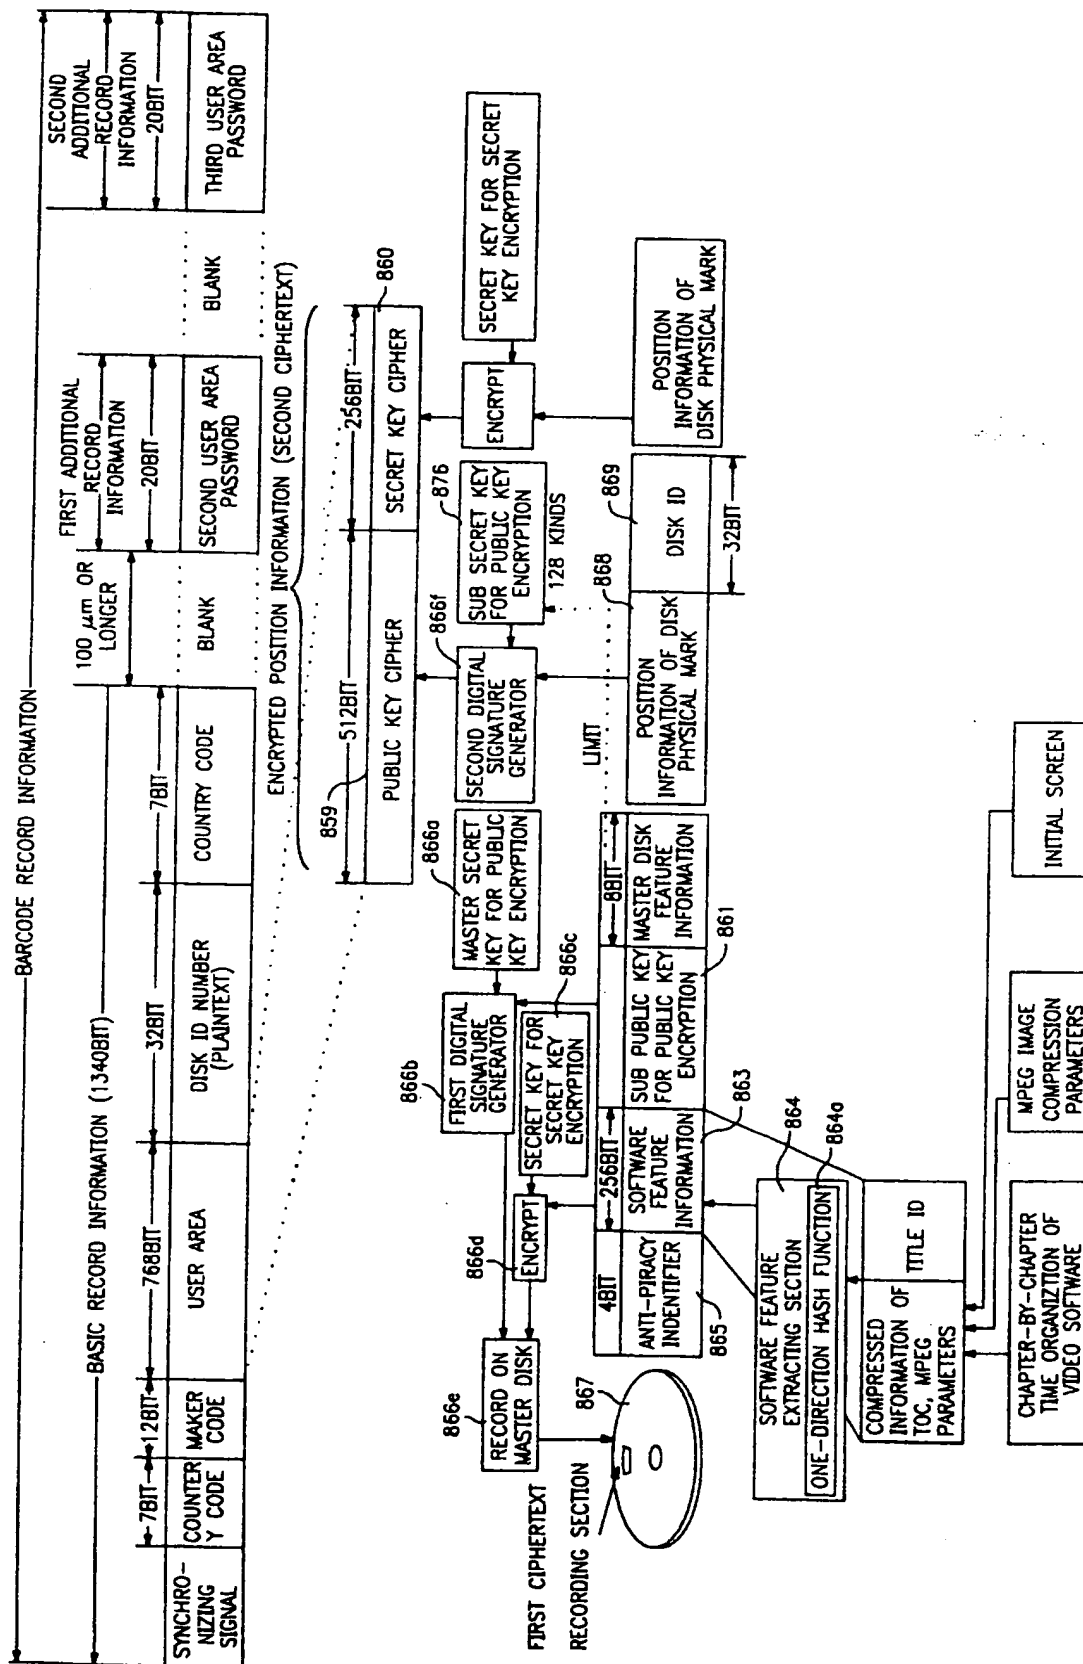 BARCODE RECORD INFORMATION
BASIC RECORD INFORMATION (1340BIT)
SECOND
ADDITIONAL
RECORD
INFORMATION
FIRST ADDITIONAL
RECORD
INFORMATION
100 μm OR
LONGER
7BIT
12BIT
768BIT
32BIT
7BIT
20BIT
20BIT
SYNCHRO-
NIZING
SIGNAL
COUNTER
Y CODE
MAKER
CODE
USER AREA
DISK ID NUMBER
(PLAINTEXT)
COUNTRY CODE
BLANK
SECOND USER AREA
PASSWORD
BLANK
THIRD USER AREA
PASSWORD
ENCRYPTED POSITION INFORMATION (SECOND CIPHERTEXT)
859
512BIT
256BIT
860
PUBLIC KEY CIPHER
SECRET KEY CIPHER
866e
RECORD ON
MASTER DISK
866d
ENCRYPT
866b
FIRST DIGITAL
SIGNATURE
GENERATOR
866a
MASTER SECRET
KEY FOR PUBLIC
KEY ENCRYPTION
866c
SECRET KEY FOR
SECRET KEY
ENCRYPTION
866f
SECOND DIGITAL
SIGNATURE
GENERATOR
876
SUB SECRET KEY
FOR PUBLIC KEY
ENCRYPTION
128 KINDS
ENCRYPT
SECRET KEY FOR SECRET
KEY ENCRYPTION
LIMIT
FIRST CIPHERTEXT
RECORDING SECTION
867
4BIT
256BIT
8BIT
ANTI-PIRACY
INDENTIFIER
SOFTWARE
FEATURE
INFORMATION
SUB PUBLIC KEY
FOR PUBLIC KEY
ENCRYPTION
MASTER DISK
FEATURE
INFORMATION
865
863
861
868
869
POSITION
INFORMATION OF DISK
PHYSICAL MARK
DISK ID
32BIT
POSITION
INFORMATION OF
DISK PHYSICAL MARK
864
SOFTWARE FEATURE
EXTRACTING SECTION
864a
ONE-DIRECTION HASH FUNCTION
COMPRESSED
INFORMATION OF
TOC, MPEG
PARAMETERS
TITLE ID
CHAPTER-BY-CHAPTER
TIME ORGANIZTION OF
VIDEO SOFTWARE
MPEG IMAGE
COMPRESSION
PARAMETERS
INITIAL SCREEN